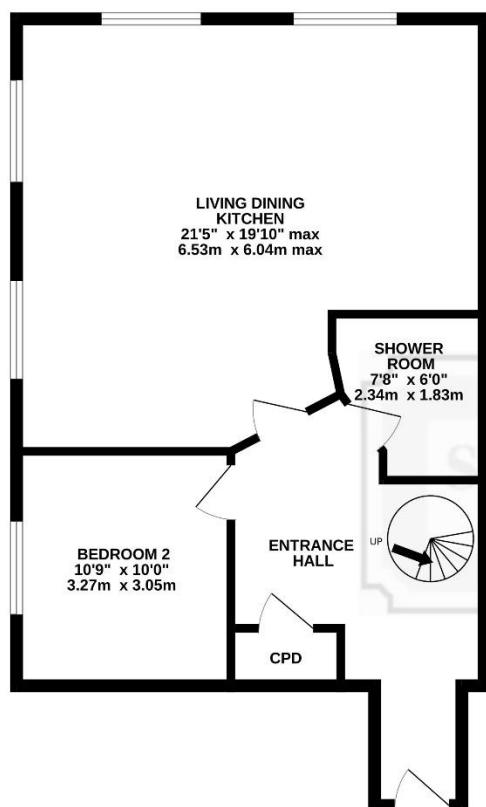 LIVING DINING
KITCHEN
21'5" x 19'10" max
6.53m x 6.04m max
SHOWER
ROOM
7'8" x 6'0"
2.34m x 1.83m
UP
ENTRANCE
HALL
BEDROOM 2
10'9" x 10'0"
3.27m x 3.05m
CPD